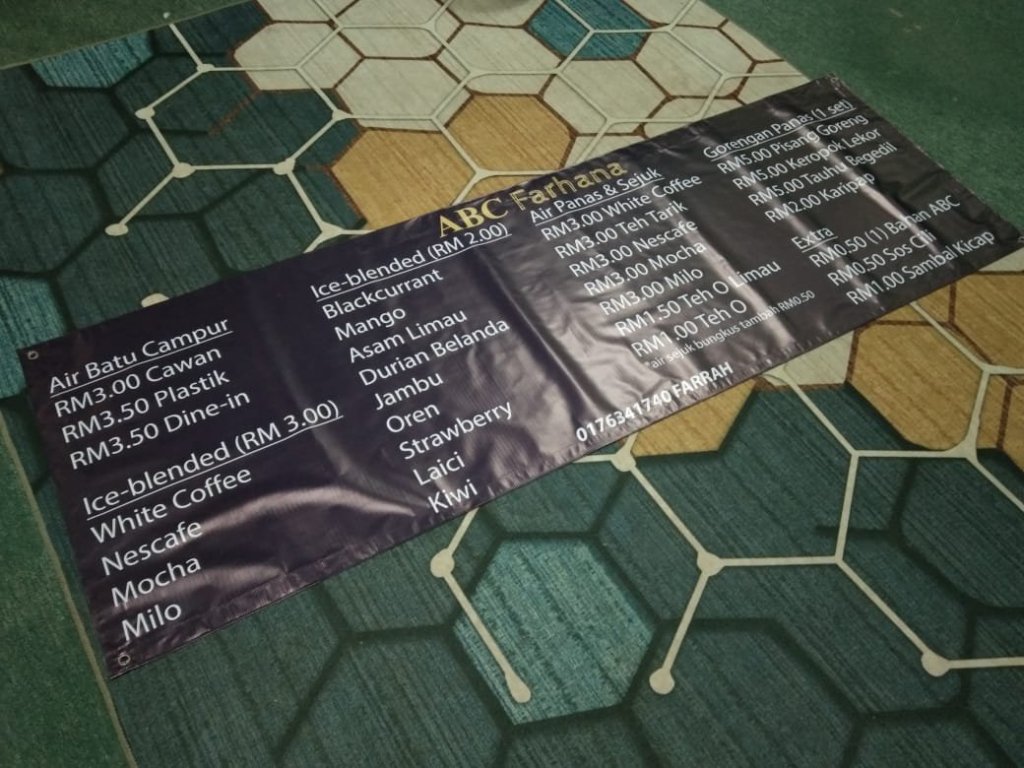 ABC Farhana
Air Batu Campur
RM3.00 Cawan
RM3.50 Plastik
RM3.50 Dine-in
Ice-blended (RM 3.00)
White Coffee
Nescafe
Mocha
Milo
Ice-blended (RM 2.00)
Blackcurrant
Mango
Asam Limau
Durian Belanda
Jambu
Oren
Strawberry
Laici
Kiwi
Air Panas & Sejuk
RM3.00 White Coffee
RM3.00 Teh Tarik
RM3.00 Nescafe
RM3.00 Mocha
RM3.00 Milo
RM1.50 Teh O Limau
RM1.00 Teh O
*air sejuk bungkus tambah RM0.50
Gorengan Panas (1 set)
RM5.00 Pisang Goreng
RM5.00 Keropok Lekor
RM5.00 Tauhu Begedil
RM2.00 Karipap
Extra
RM0.50 (1) Bahan ABC
RM0.50 Sos Cili
RM1.00 Sambal Kicap
0176341740 FARRAH